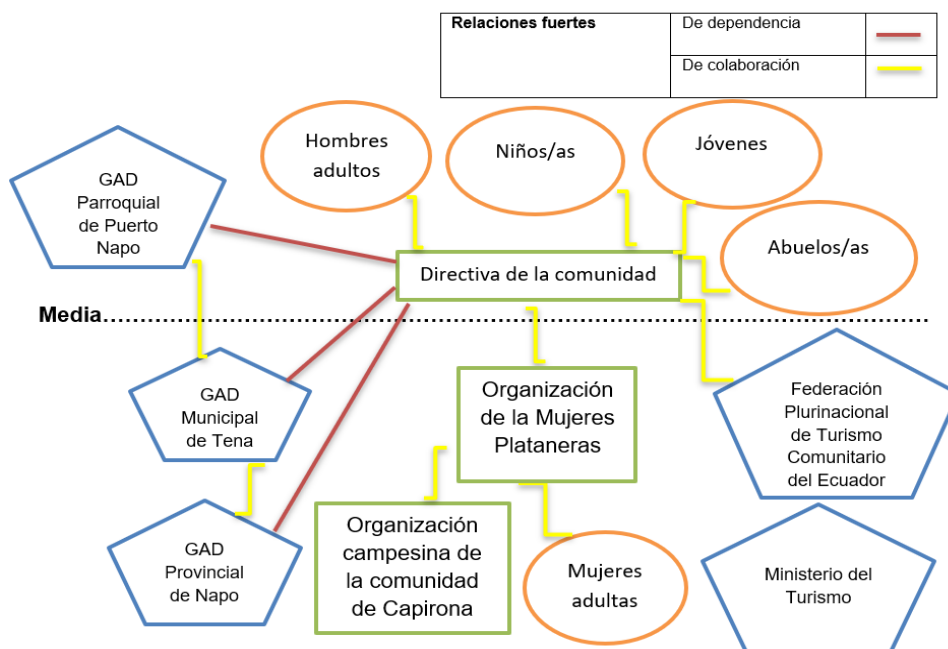 Relaciones fuertes
De dependencia
De colaboración
Hombres
adultos
Niños/as
Jóvenes
GAD
Parroquial
de Puerto
Napo
Abuelos/as
Directiva de la comunidad
Media
GAD
Municipal
de Tena
Organización
de la Mujeres
Plataneras
Federación
Plurinacional
de Turismo
Comunitario
del Ecuador
GAD
Provincial
de Napo
Organización
campesina de
la comunidad
de Capirona
Mujeres
adultas
Ministerio del
Turismo